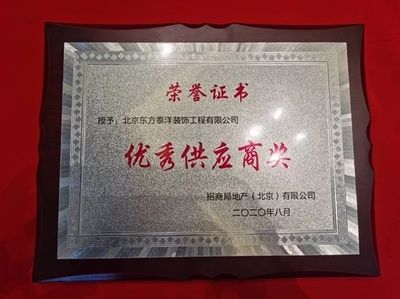 荣誉证书
授予：北京东方泰洋装饰工程有限公司
优秀供应商奖
招商局地产（北京）有限公司
二〇二〇年八月